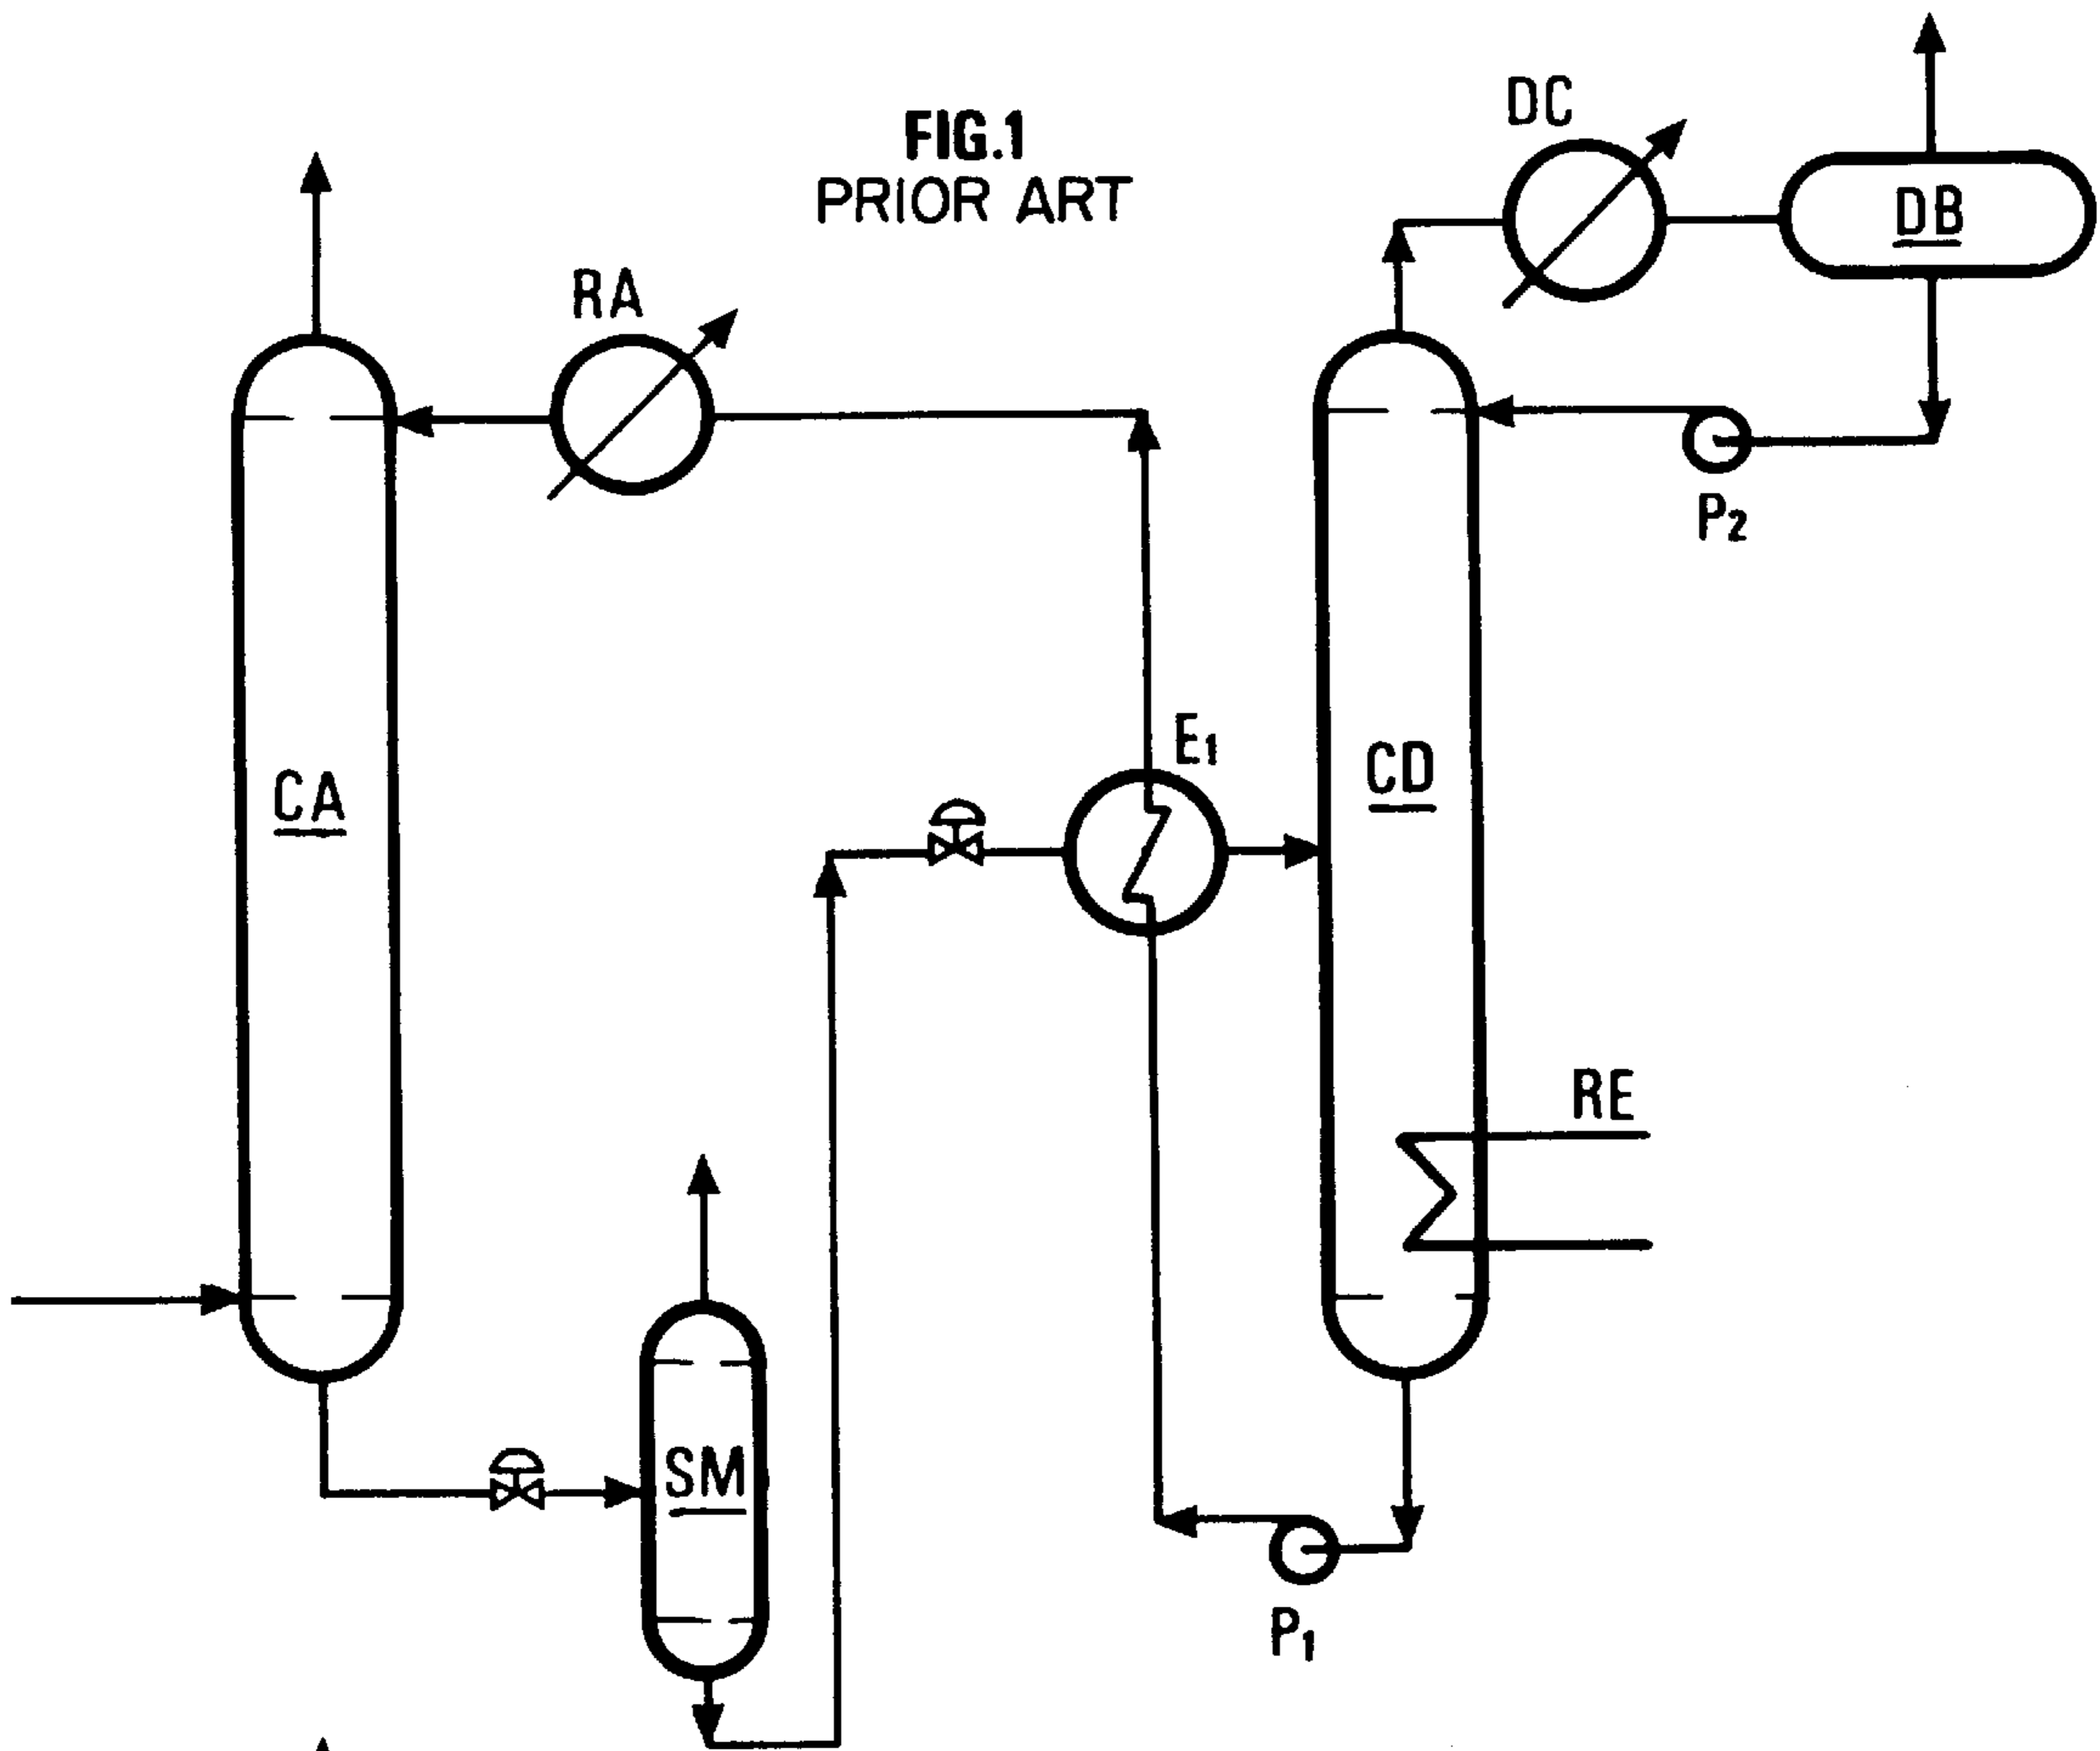 FIG.1
PRIOR ART
DC
DB
RA
P2
E1
CD
CA
RE
SM
P1